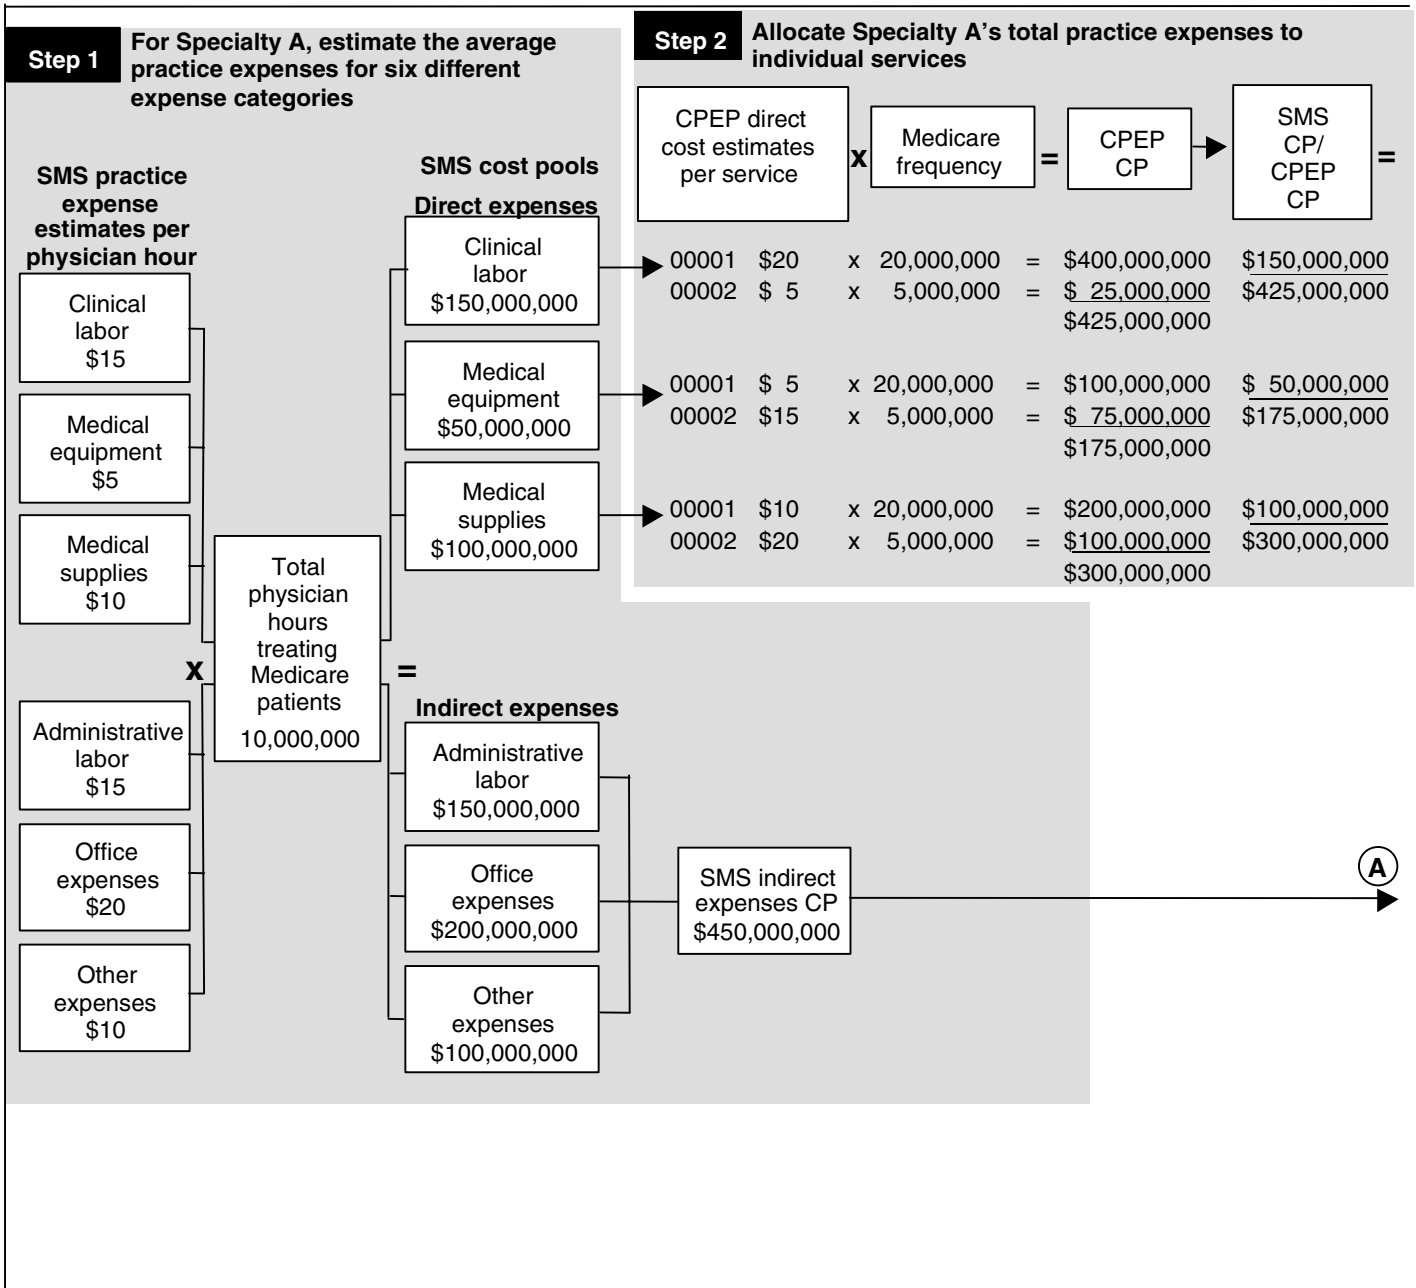 Step 1
For Specialty A, estimate the average
practice expenses for six different
expense categories
SMS practice
expense
estimates per
physician hour
Clinical
labor
$15
Medical
equipment
$5
Medical
supplies
$10
Administrative
labor
$15
Office
expenses
$20
Other
expenses
$10
x
Total
physician
hours
treating
Medicare
patients
10,000,000
=
SMS cost pools
Direct expenses
Clinical
labor
$150,000,000
Medical
equipment
$50,000,000
Medical
supplies
$100,000,000
Indirect expenses
Administrative
labor
$150,000,000
Office
expenses
$200,000,000
Other
expenses
$100,000,000
SMS indirect
expenses CP
$450,000,000
A
Step 2
Allocate Specialty A's total practice expenses to
individual services
CPEP direct
cost estimates
per service
x
Medicare
frequency
=
CPEP
CP
SMS
CP/
CPEP
CP
=
00001 $20 x 20,000,000 = $400,000,000 $150,000,000
00002 $ 5 x 5,000,000 = $ 25,000,000 $425,000,000
$425,000,000
00001 $ 5 x 20,000,000 = $100,000,000 $ 50,000,000
00002 $15 x 5,000,000 = $ 75,000,000 $175,000,000
$175,000,000
00001 $10 x 20,000,000 = $200,000,000 $100,000,000
00002 $20 x 5,000,000 = $100,000,000 $300,000,000
$300,000,000